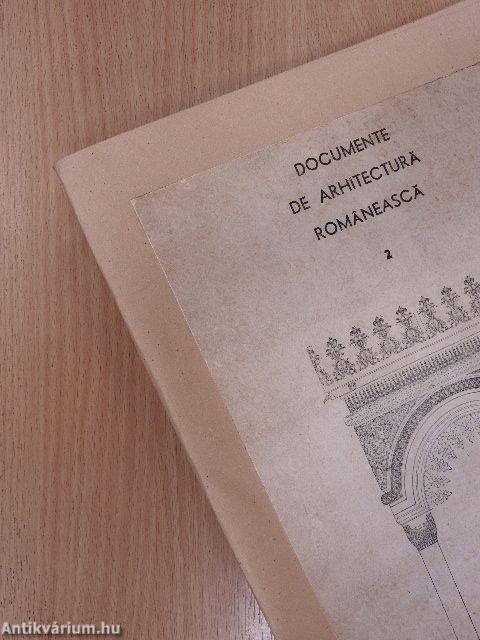 DOCUMENTE
DE ARHITECTURĂ
ROMÂNEASCĂ
2
Antikvárium.hu